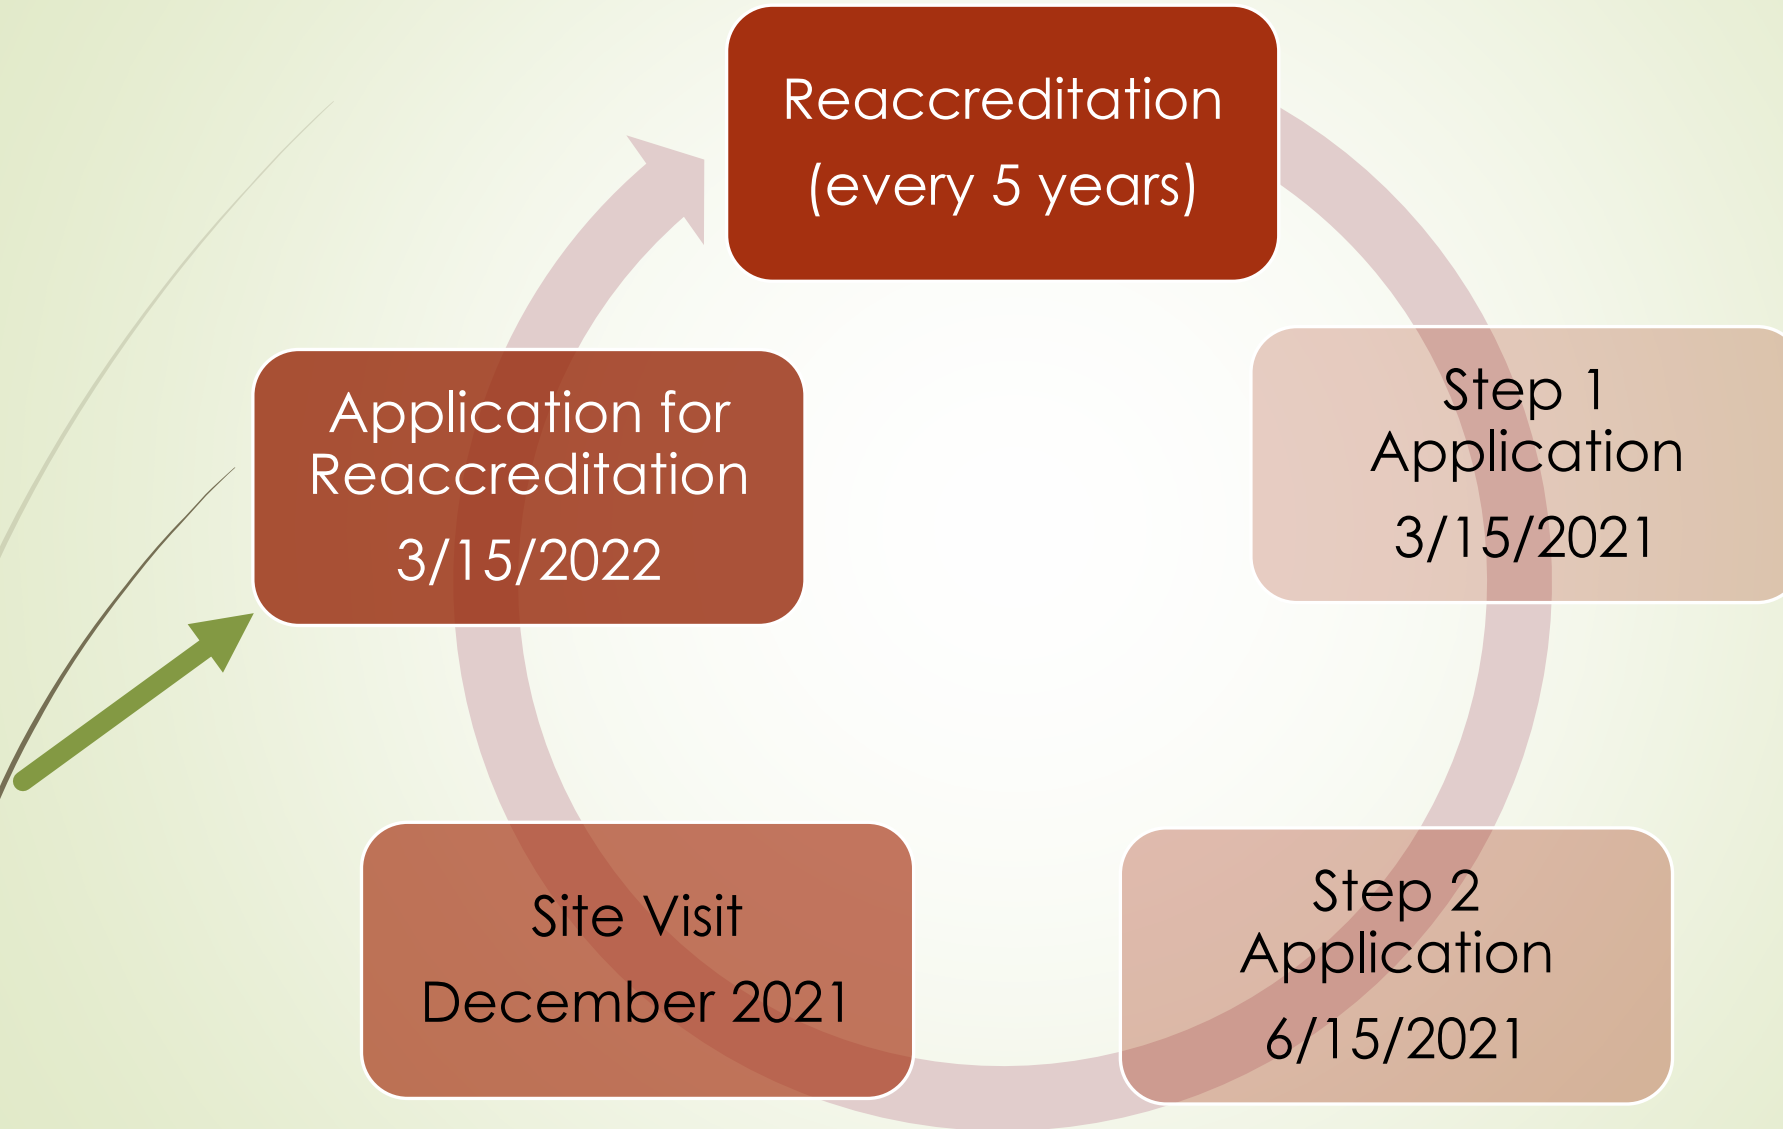 Reaccreditation
(every 5 years)
Step 1
Application
3/15/2021
Step 2
Application
6/15/2021
Site Visit
December 2021
Application for
Reaccreditation
3/15/2022